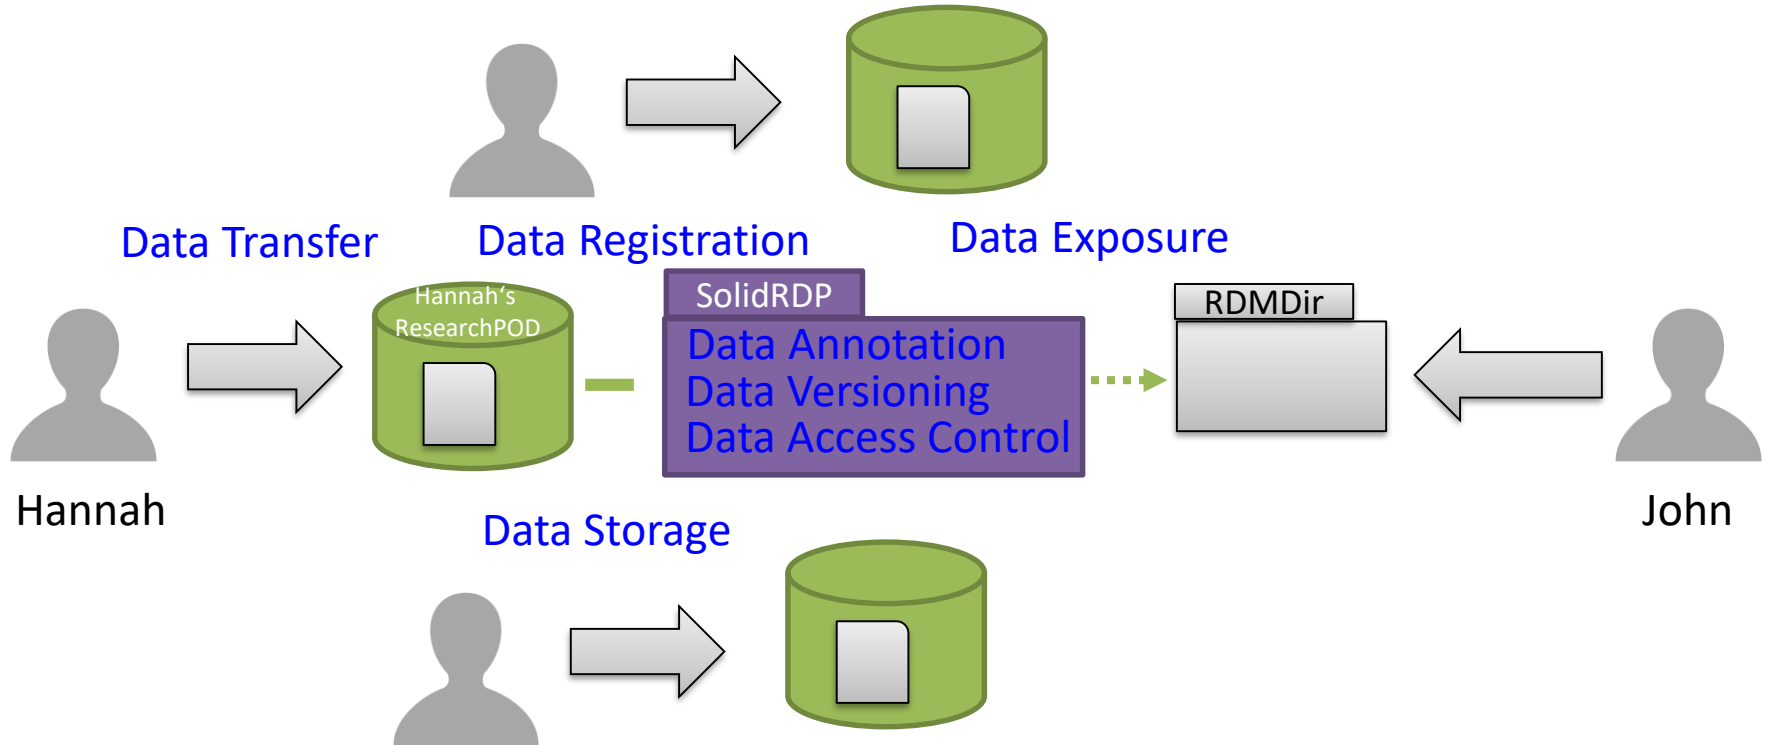 Data Transfer
Data Registration
Data Exposure
Hannah‘s
ResearchPOD
SolidRDP
RDMDir
Data Annotation
Data Versioning
Data Access Control
Hannah
John
Data Storage